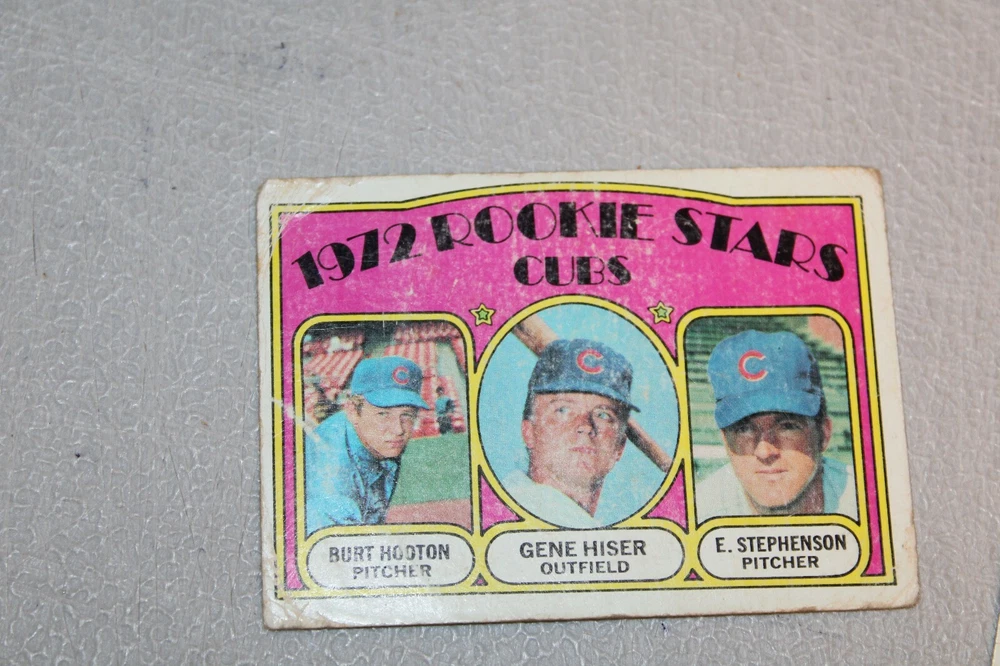 1972 ROOKIE STARS
CUBS
C
C
C
BURT HOOTON
PITCHER
GENE HISER
OUTFIELD
E. STEPHENSON
PITCHER